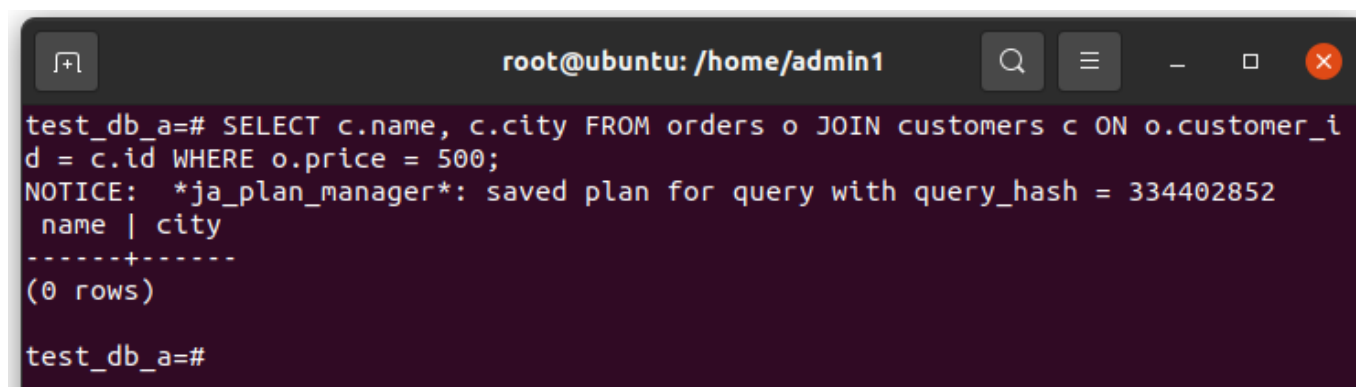 root@ubuntu: /home/admin1
test_db_a=# SELECT c.name, c.city FROM orders o JOIN customers c ON o.customer_i
d = c.id WHERE o.price = 500;
NOTICE:  *ja_plan_manager*: saved plan for query with query_hash = 334402852
 name | city
------+------
(0 rows)
test_db_a=#